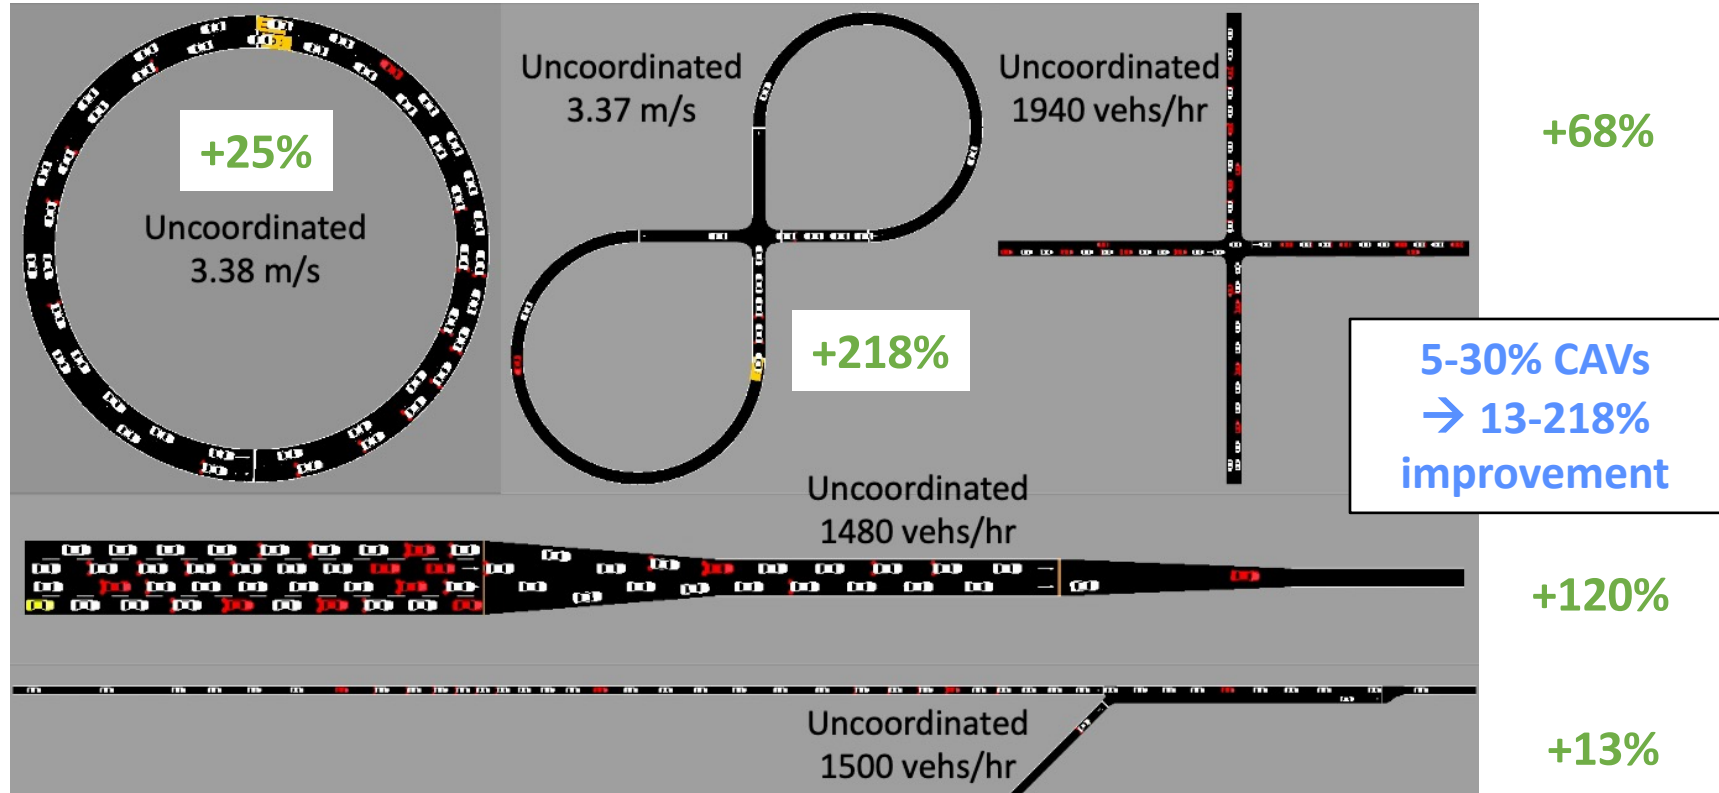 +25%
Uncoordinated
3.38 m/s
Uncoordinated
3.37 m/s
+218%
Uncoordinated
1940 vehs/hr
+68%
5-30% CAVs
→ 13-218%
improvement
Uncoordinated
1480 vehs/hr
+120%
Uncoordinated
1500 vehs/hr
+13%